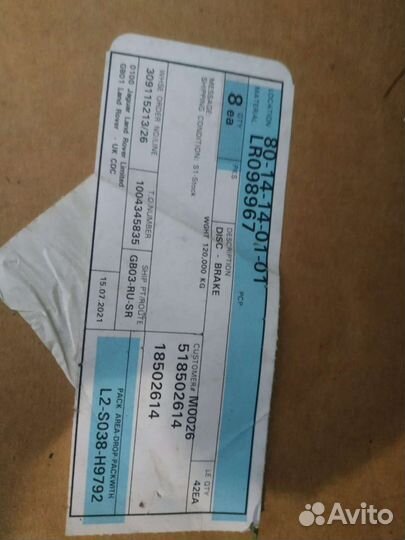 LOCATION 80-14-14-01-01
MATERIAL LR098967
QTY
8 ea
PKS
DESCRIPTION
DISC - BRAKE
PCP
MESSAGE
SHIPPING CONDITION: S1-Stock
WGHT 120.000 KG
CUSTOMER# M0026
518502614
18502614
LE QTY
42EA
WHSE ORDER NO/LINE
309115213/26
T.O.NUMBER
1004345835
SHIP PT/ROUTE
GB03-RU-SR
0100 Jaguar Land Rover Limited
GB01 Land Rover - UK CDC
15.07.2021
PACK AREA-DROP-PACKWITH
L2-S038-H9792
Avito